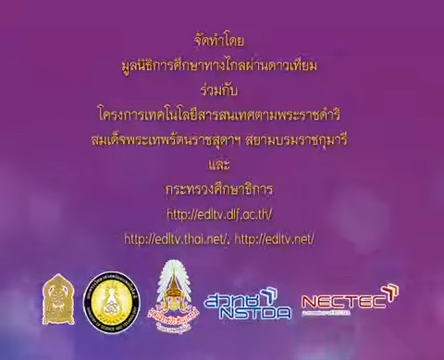 จัดทำโดย
มูลนิธิการศึกษาทางไกลผ่านดาวเทียม
ร่วมกับ
โครงการเทคโนโลยีสารสนเทศตามพระราชดำริ
สมเด็จพระเทพรัตนราชสุดาฯ สยามบรมราชกุมารี
และ
กระทรวงศึกษาธิการ
http://edltv.dlf.ac.th/
http://edltv.thai.net/, http://edltv.net/
สวทช NECTEC
NSTDA